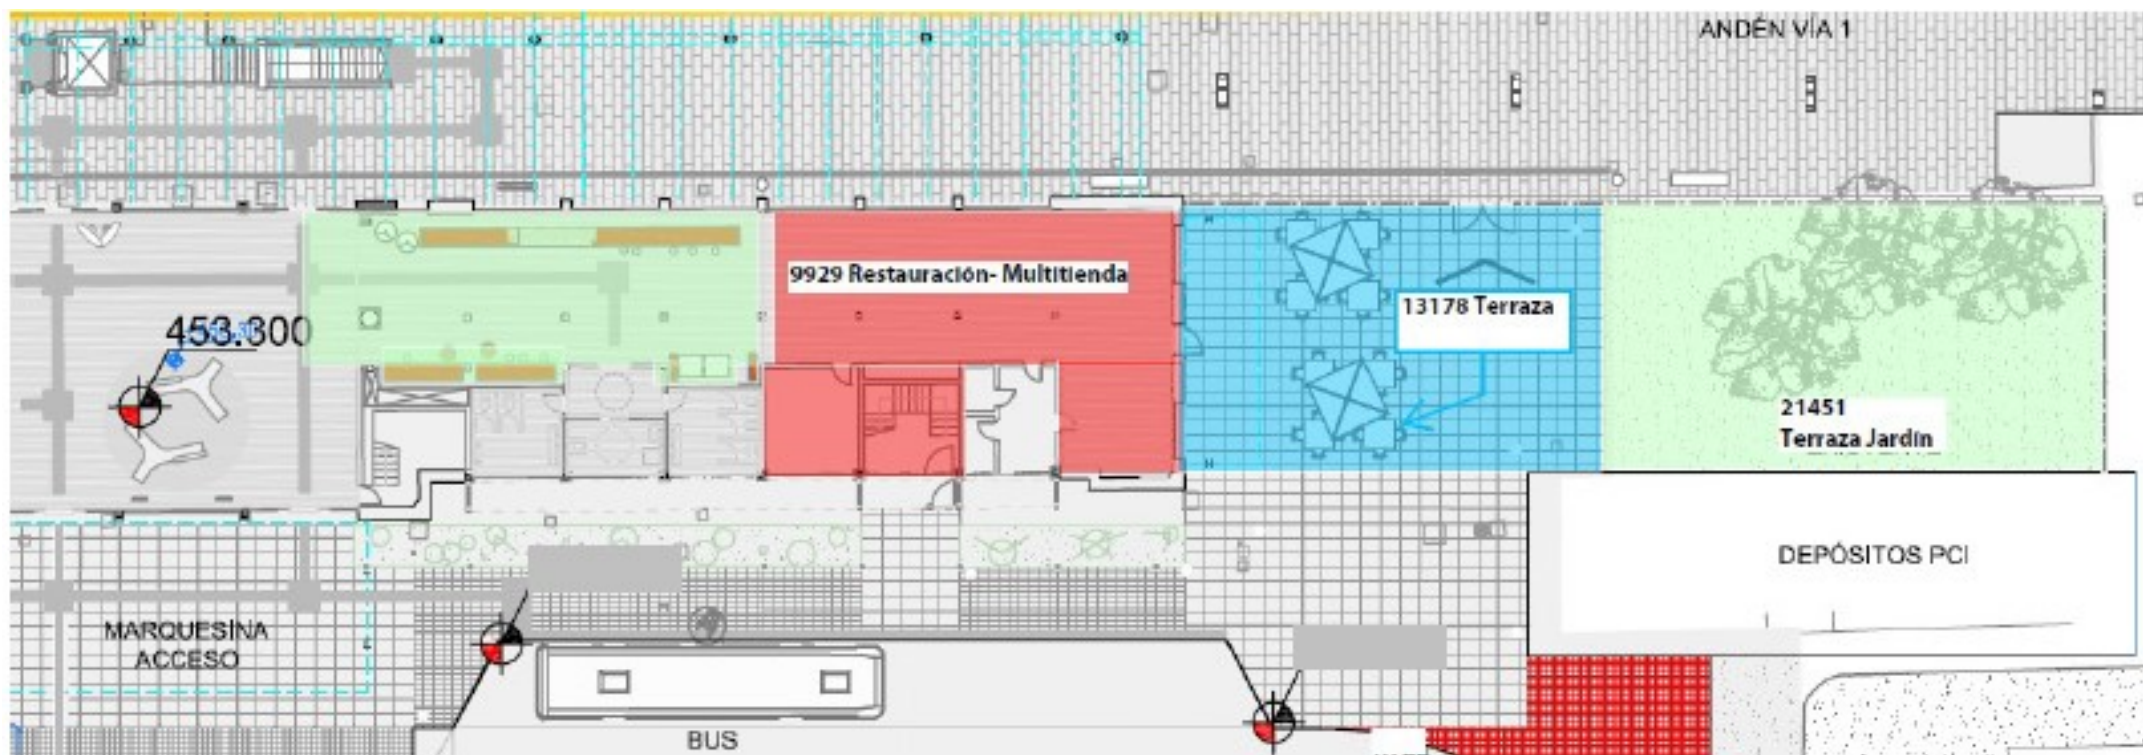 ANDÉN VÍA 1
9929 Restauración- Multitienda
13178 Terraza
453.300
21451
Terraza Jardín
DEPÓSITOS PCI
MARQUESINA
ACCESO
BUS